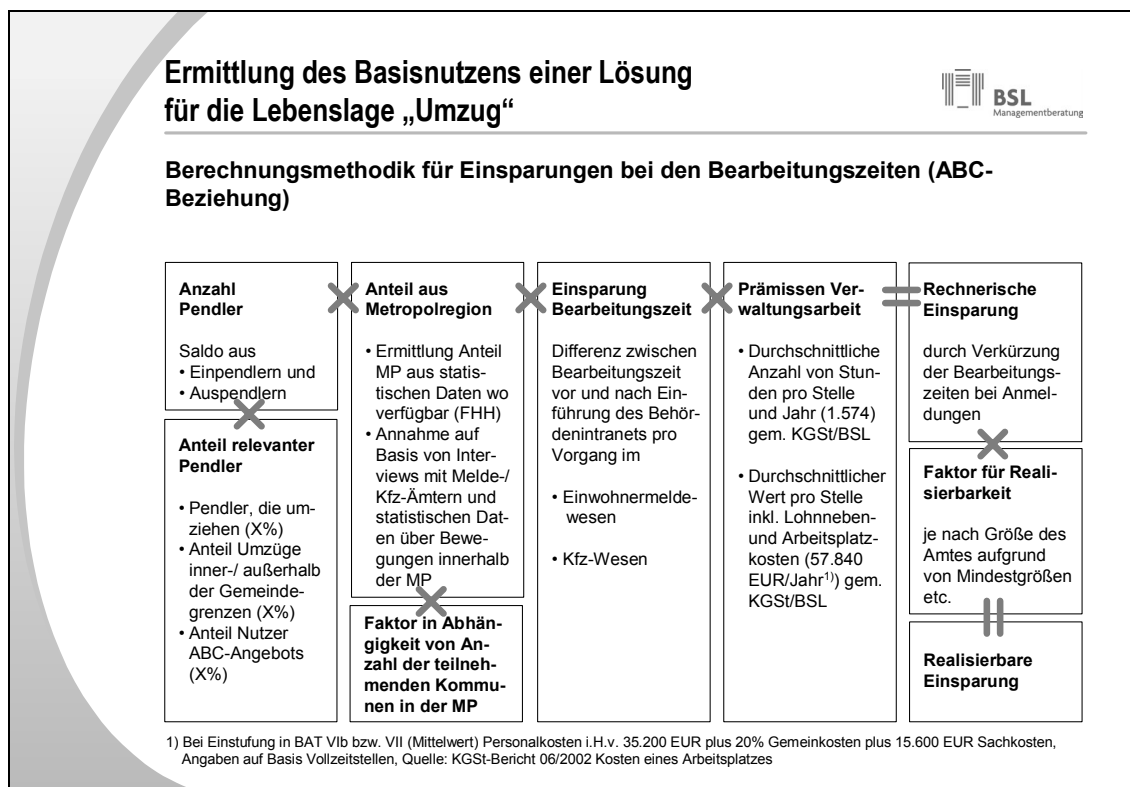 Ermittlung des Basisnutzens einer Lösung
für die Lebenslage „Umzug“
BSL
Managementberatung
Berechnungsmethodik für Einsparungen bei den Bearbeitungszeiten (ABC-
Beziehung)
Anzahl
Pendler
Saldo aus
• Einpendlern und
• Auspendlern
Anteil relevanter
Pendler
• Pendler, die um-
ziehen (X%)
• Anteil Umzüge
inner-/ außerhalb
der Gemeinde-
grenzen (X%)
• Anteil Nutzer
ABC-Angebots
(X%)
Anteil aus
Metropolregion
• Ermittlung Anteil
MP aus statis-
tischen Daten wo
verfügbar (FHH)
• Annahme auf
Basis von Inter-
views mit Melde-/
Kfz-Ämtern und
statistischen Dat-
en über Bewe-
gungen innerhalb
der MP
Faktor in Abhän-
gigkeit von An-
zahl der teilneh-
menden Kommu-
nen in der MP
Einsparung
Bearbeitungszeit
Differenz zwischen
Bearbeitungszeit
vor und nach Ein-
führung des Behör-
denintranets pro
Vorgang im
• Einwohnermelde-
wesen
• Kfz-Wesen
Prämissen Ver-
waltungsarbeit
• Durchschnittliche
Anzahl von Stun-
den pro Stelle
und Jahr (1.574)
gem. KGSt/BSL
• Durchschnittlicher
Wert pro Stelle
inkl. Lohnneben-
und Arbeitsplatz-
kosten (57.840
EUR/Jahr1)) gem.
KGSt/BSL
Rechnerische
Einsparung
durch Verkürzung
der Bearbeitungs-
zeiten bei Anmel-
dungen
Faktor für Reali-
sierbarkeit
je nach Größe des
Amtes aufgrund
von Mindestgrößen
etc.
Realisierbare
Einsparung
1) Bei Einstufung in BAT VIb bzw. VII (Mittelwert) Personalkosten i.H.v. 35.200 EUR plus 20% Gemeinkosten plus 15.600 EUR Sachkosten,
Angaben auf Basis Vollzeitstellen, Quelle: KGSt-Bericht 06/2002 Kosten eines Arbeitsplatzes